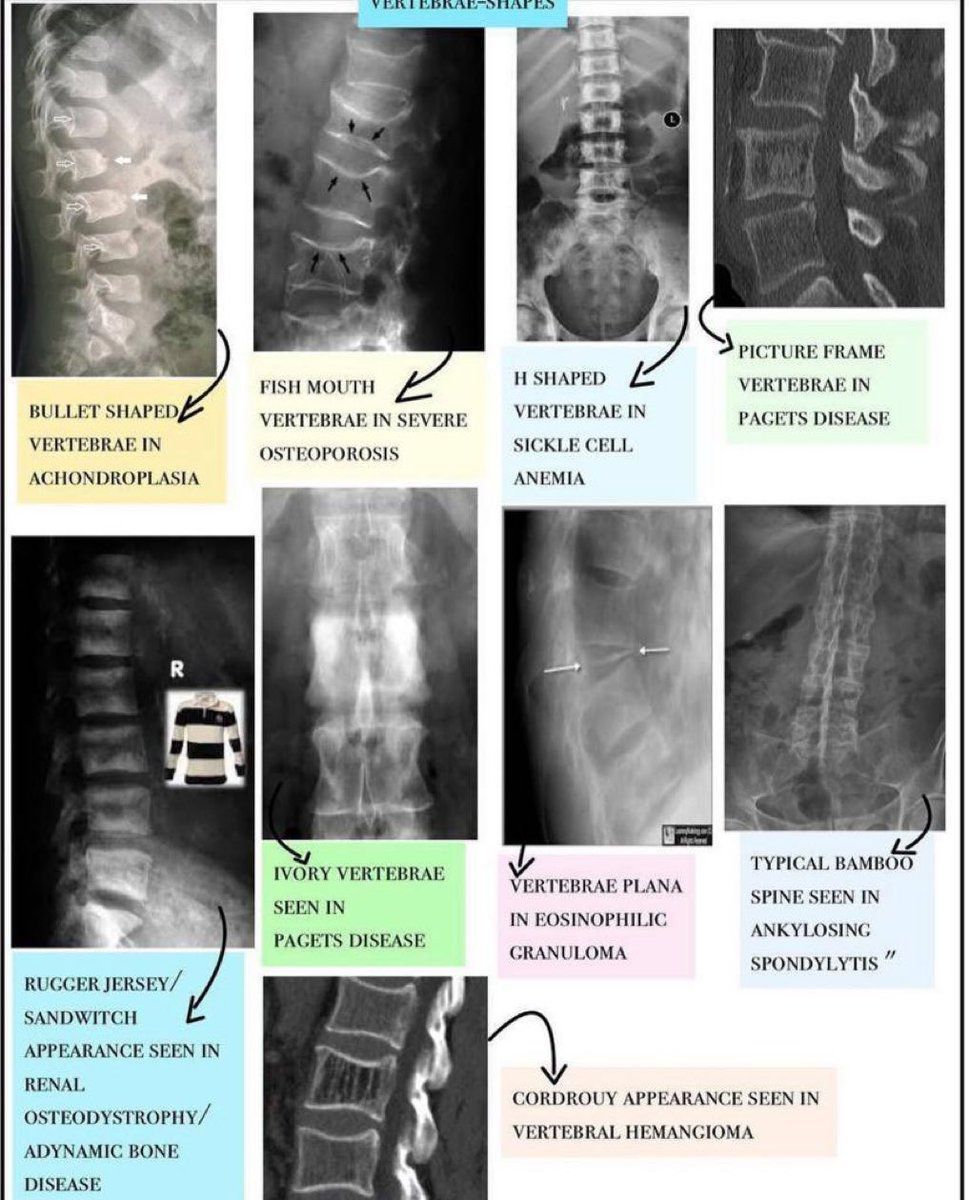 VERTEBRAE-SHAPES
L
BULLET SHAPED
VERTEBRAE IN
ACHONDROPLASIA
FISH MOUTH
VERTEBRAE IN SEVERE
OSTEOPOROSIS
H SHAPED
VERTEBRAE IN
SICKLE CELL
ANEMIA
PICTURE FRAME
VERTEBRAE IN
PAGETS DISEASE
R
RUGGER JERSEY/
SANDWITCH
APPEARANCE SEEN IN
RENAL
OSTEODYSTROPHY/
ADYNAMIC BONE
DISEASE
IVORY VERTEBRAE
SEEN IN
PAGETS DISEASE
VERTEBRAE PLANA
IN EOSINOPHILIC
GRANULOMA
TYPICAL BAMBOO
SPINE SEEN IN
ANKYLOSING
SPONDYLYTIS ″
CORDROUY APPEARANCE SEEN IN
VERTEBRAL HEMANGIOMA